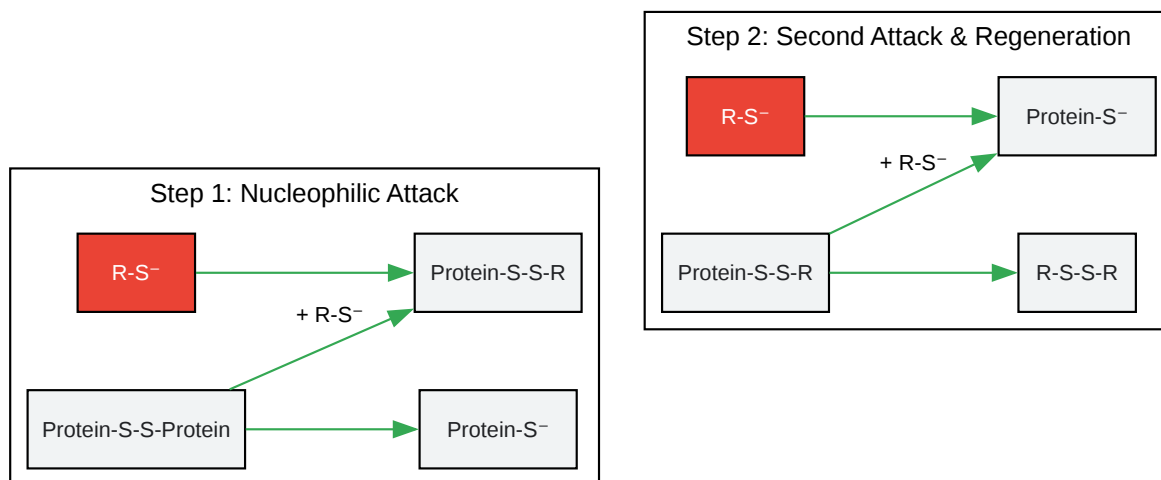 Step 1: Nucleophilic Attack
R-S⁻
Protein-S-S-R
+ R-S⁻
Protein-S-S-Protein
Protein-S⁻
Step 2: Second Attack & Regeneration
R-S⁻
Protein-S⁻
+ R-S⁻
Protein-S-S-R
R-S-S-R